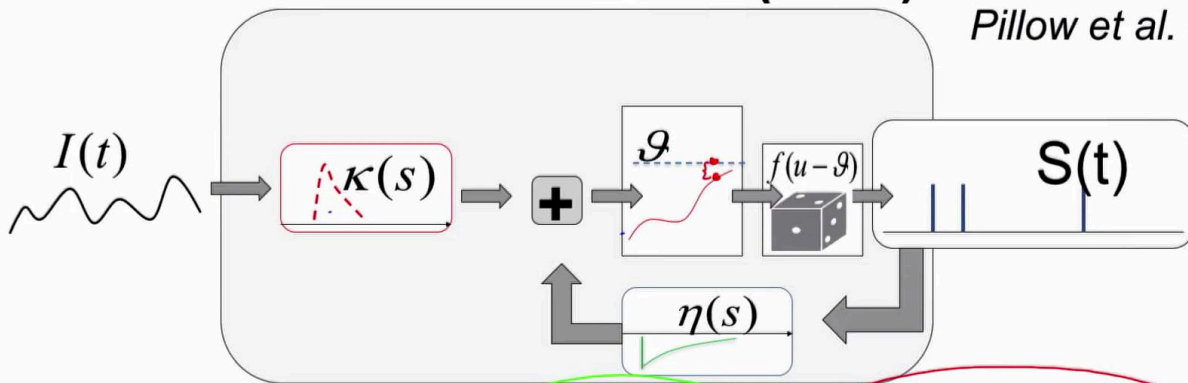 Pillow et al.
I(t)
κ(s)
+
ϑ
f(u-ϑ)
S(t)
η(s)